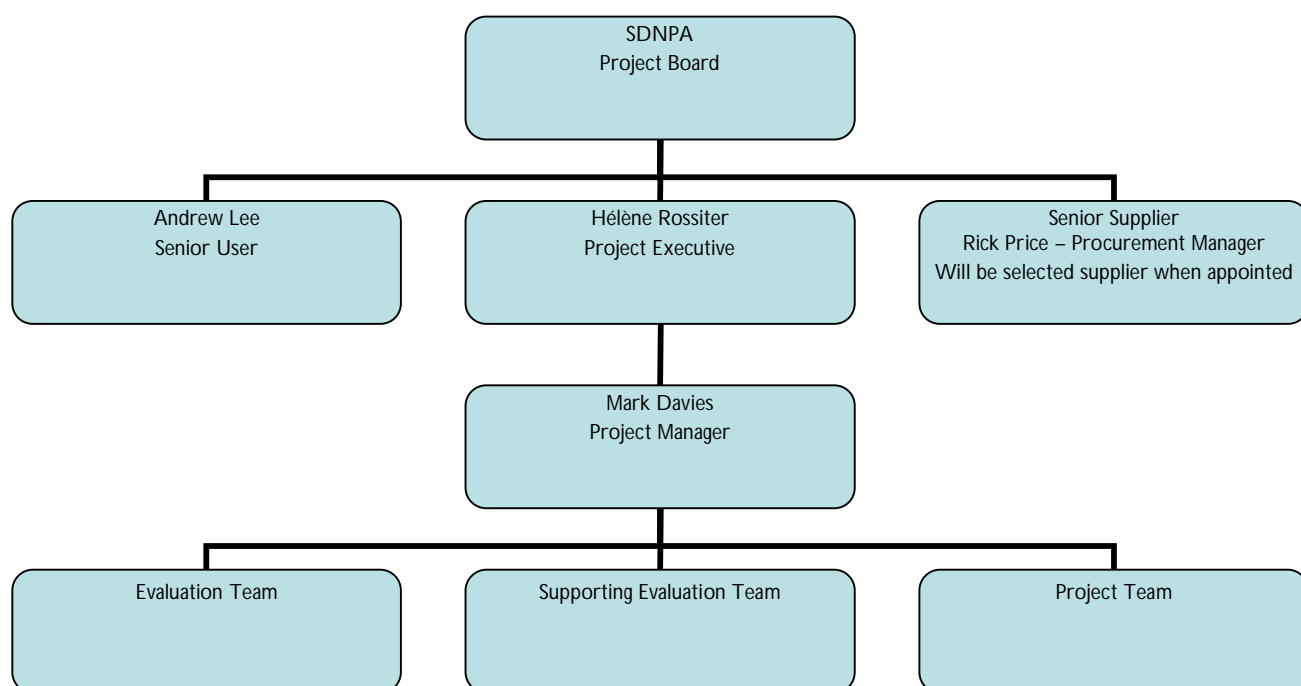 SDNPA
Project Board
Andrew Lee
Senior User
Hélène Rossiter
Project Executive
Senior Supplier
Rick Price – Procurement Manager
Will be selected supplier when appointed
Mark Davies
Project Manager
Evaluation Team
Supporting Evaluation Team
Project Team